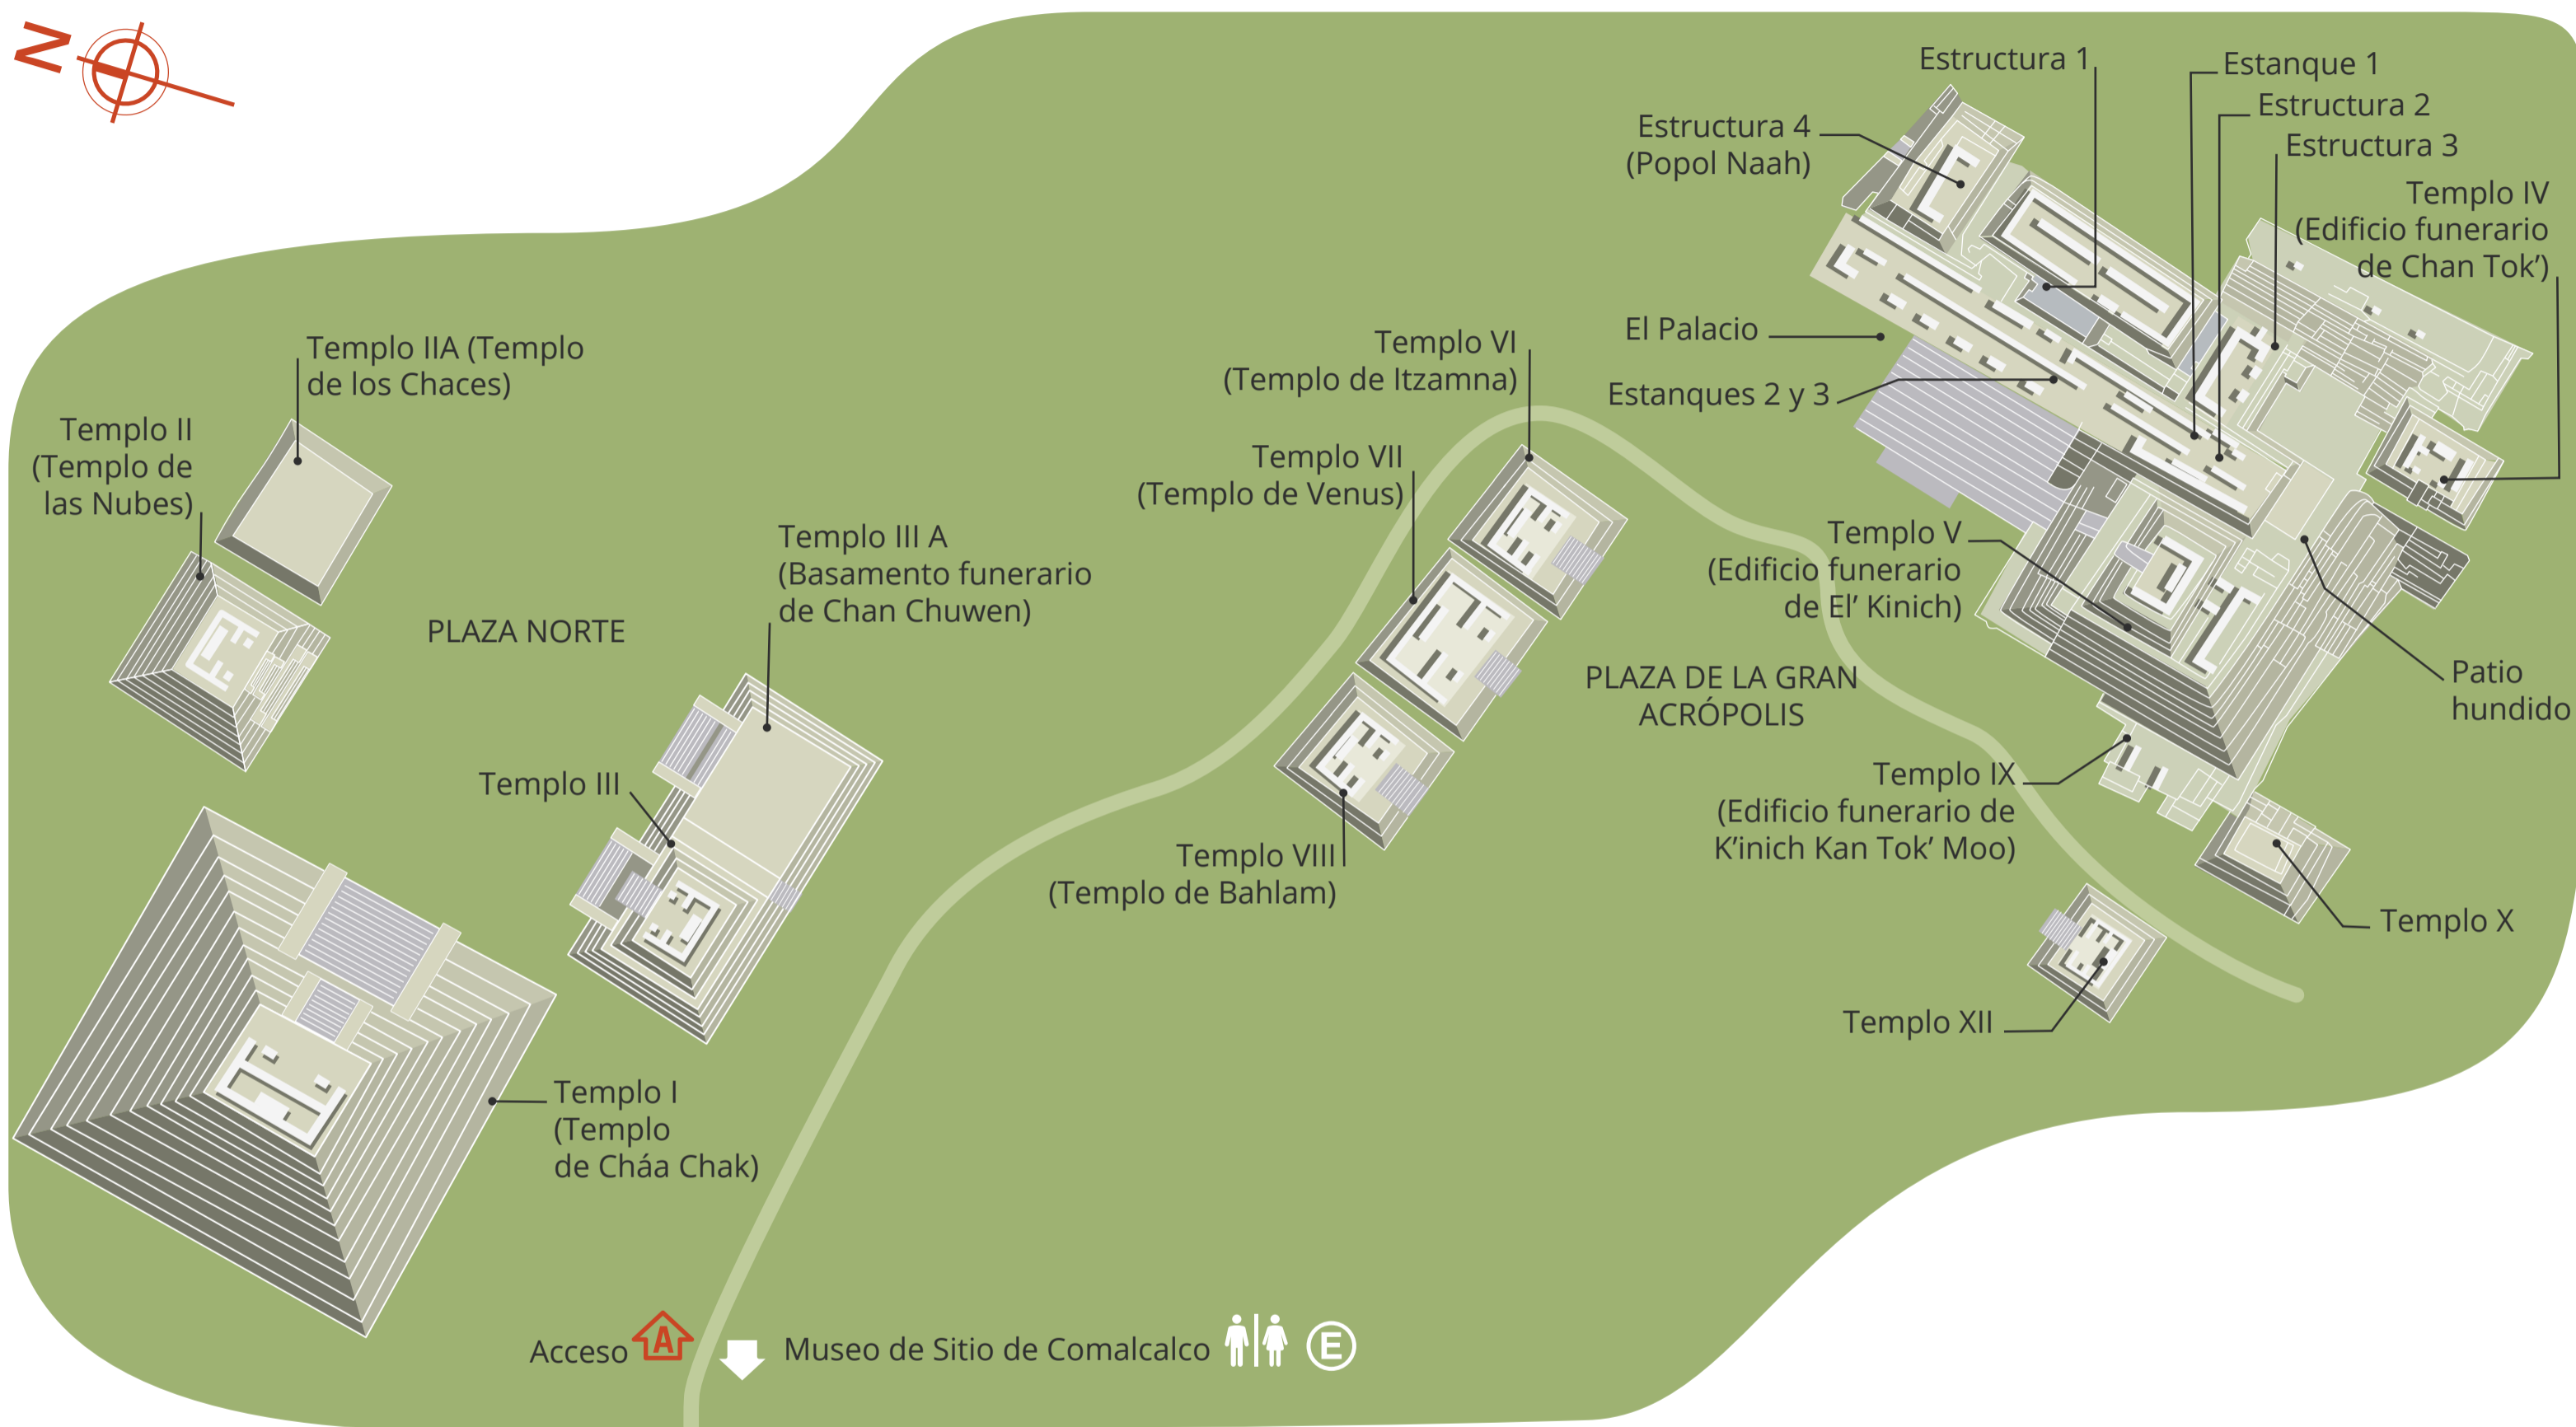 N
Estructura 1
Estanque 1
Estructura 2
Estructura 3
Estructura 4
(Popol Naah)
Templo IV
(Edificio funerario
de Chan Tok’)
El Palacio
Estanques 2 y 3
Templo IIA (Templo
de los Chaces)
Templo II
(Templo de
las Nubes)
Templo VI
(Templo de Itzamna)
Templo VII
(Templo de Venus)
Templo III A
(Basamento funerario
de Chan Chuwen)
PLAZA NORTE
Templo V
(Edificio funerario
de El’ Kinich)
PLAZA DE LA GRAN
ACRÓPOLIS
Patio
hundido
Templo III
Templo IX
(Edificio funerario de
K’inich Kan Tok’ Moo)
Templo VIII
(Templo de Bahlam)
Templo X
Templo XII
Templo I
(Templo
de Cháa Chak)
Acceso A
Museo de Sitio de Comalcalco E